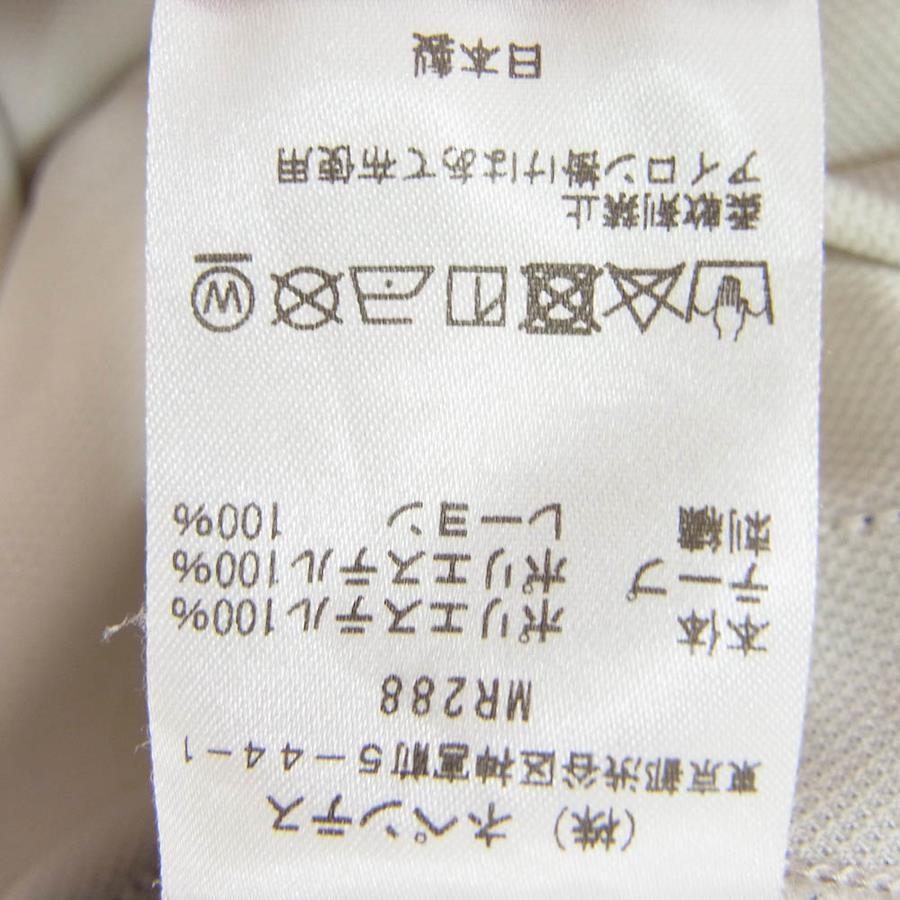 (株) ネペンテス
東京都渋谷区神宮前5-44-1
MR288
本体 ポリエステル100%
テープ ポリエステル100%
刺繍 レーヨン 100%
W
柔軟剤禁止
アイロン掛けはあて布使用
日本製